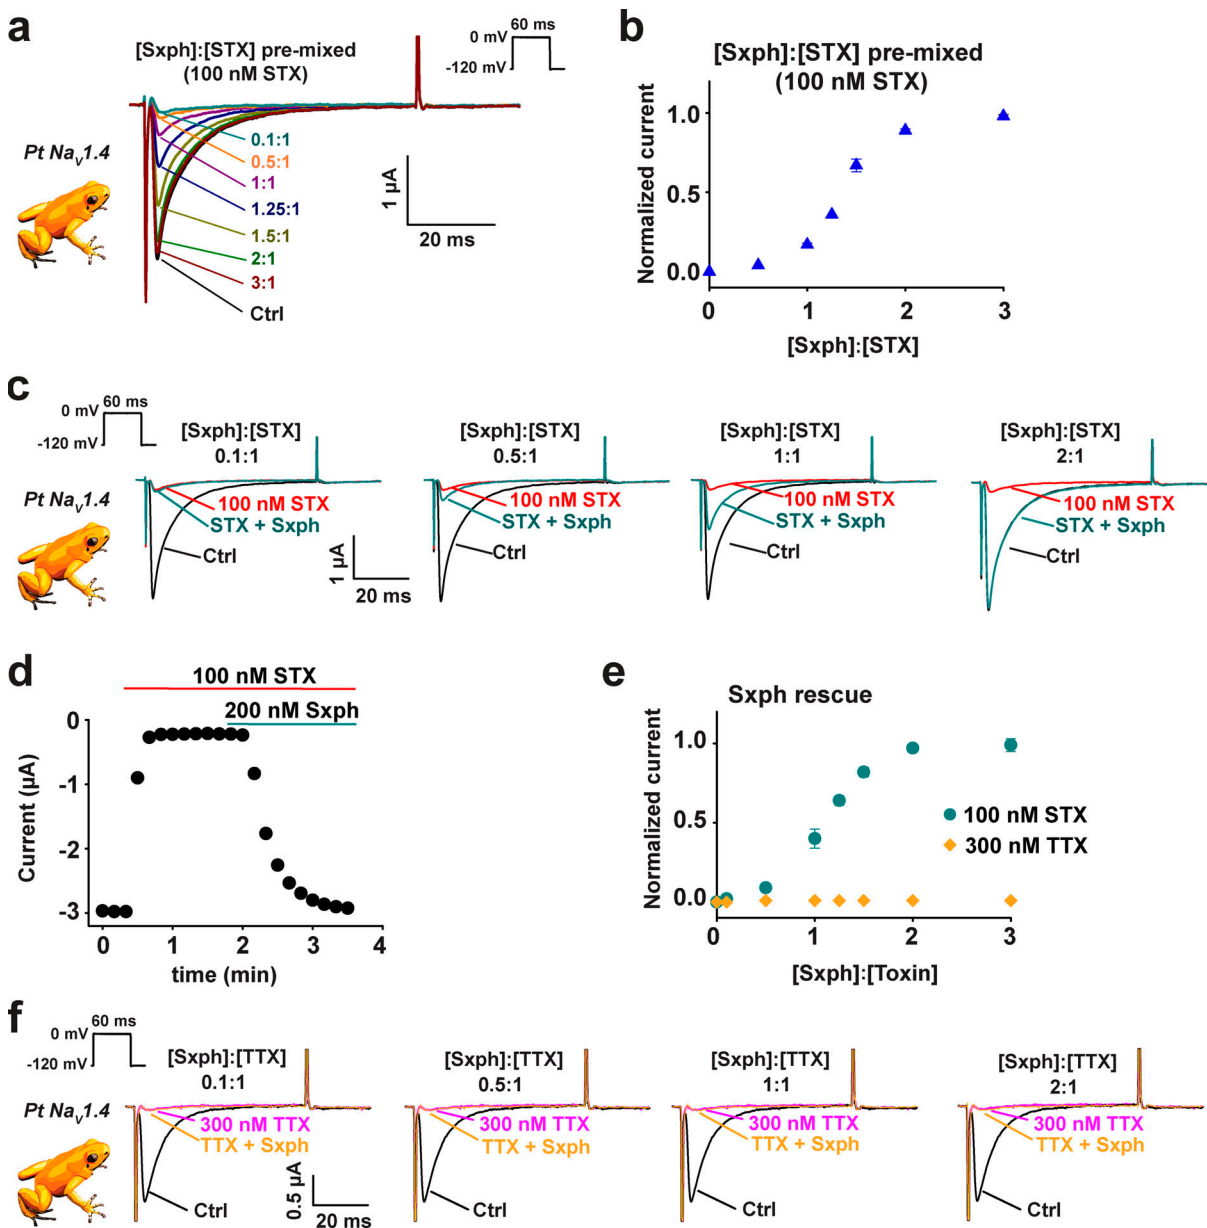 a
[Sxph]:[STX] pre-mixed
(100 nM STX)
60 ms
0 mV
-120 mV
Pt NaV1.4
0.1:1
0.5:1
1:1
1.25:1
1.5:1
2:1
3:1
Ctrl
1 µA
20 ms
b
[Sxph]:[STX] pre-mixed
(100 nM STX)
Normalized current
1.0
0.5
0.0
0 1 2 3
[Sxph]:[STX]
c
60 ms
0 mV
-120 mV
Pt NaV1.4
[Sxph]:[STX]
0.1:1
100 nM STX
STX + Sxph
Ctrl
1 µA
20 ms
[Sxph]:[STX]
0.5:1
100 nM STX
STX + Sxph
Ctrl
[Sxph]:[STX]
1:1
100 nM STX
STX + Sxph
Ctrl
[Sxph]:[STX]
2:1
100 nM STX
STX + Sxph
Ctrl
d
100 nM STX
200 nM Sxph
Current (µA)
0
-1
-2
-3
0 1 2 3 4
time (min)
e
Sxph rescue
Normalized current
1.0
0.5
0.0
100 nM STX
300 nM TTX
0 1 2 3
[Sxph]:[Toxin]
f
60 ms
0 mV
-120 mV
Pt NaV1.4
[Sxph]:[TTX]
0.1:1
300 nM TTX
TTX + Sxph
Ctrl
0.5 µA
20 ms
[Sxph]:[TTX]
0.5:1
300 nM TTX
TTX + Sxph
Ctrl
[Sxph]:[TTX]
1:1
300 nM TTX
TTX + Sxph
Ctrl
[Sxph]:[TTX]
2:1
300 nM TTX
TTX + Sxph
Ctrl